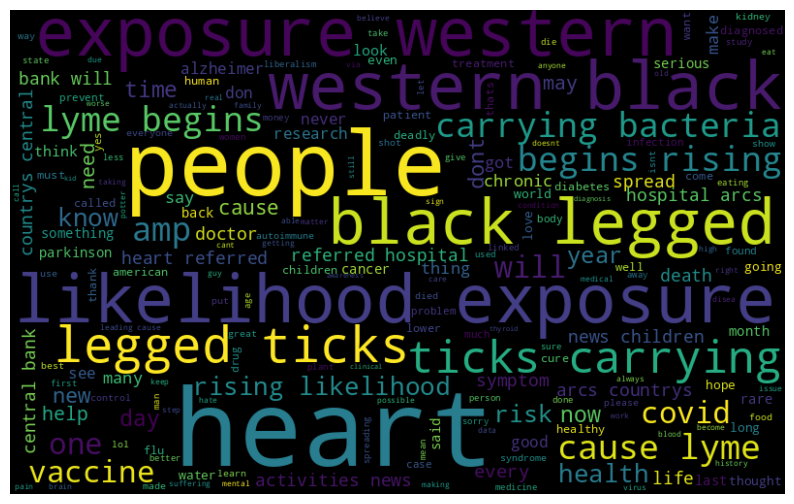 exposure western
western black
people
black legged
likelihood exposure
legged ticks
ticks carrying
heart
carrying bacteria
begins rising
lyme begins
rising likelihood
cause lyme
vaccine
covid
will
amp
one
health
risk
now
day
new
help
know
cause
doctor
say
heart referred
referred hospital
hospital arcs
arcs countrys
countrys central
central bank
bank will
activities news
news children
chronic
spread
serious
make
may
dont
got
year
death
going
time
alzheimer
human
don
look
even
never
research
patient
deadly
treatment
diagnosed
kidney
study
want
way
believe
take
die
anyone
eat
old
state
due
liberalism
prevent
worse
actually
real
family
money
women
everyone
less
must
kid
taking
think
need
yes
called
back
something
parkinson
american
children
cancer
thing
diabetes
world
body
love
come
show
isnt
doesnt
infection
eating
diagnosis
shot
give
still
sign
able
matter
cant
getting
autoimmune
condition
linked
used
high
found
well
away
right
medical
month
hope
rare
please
issue
always
sure
cure
symptom
much
lower
problem
died
age
put
guy
use
thank
leading cause
great
drug
thyroid
clinical
plant
many
see
best
control
first
keep
man
step
hate
possible
sorry
person
done
healthy
food
work
long
life
last
thought
every
good
said
mean
data
syndrome
case
spreading
flu
lol
better
water
learn
made
suffering
mental
making
medicine
virus
blood
become
history
pain
brain
call
let
thats
care